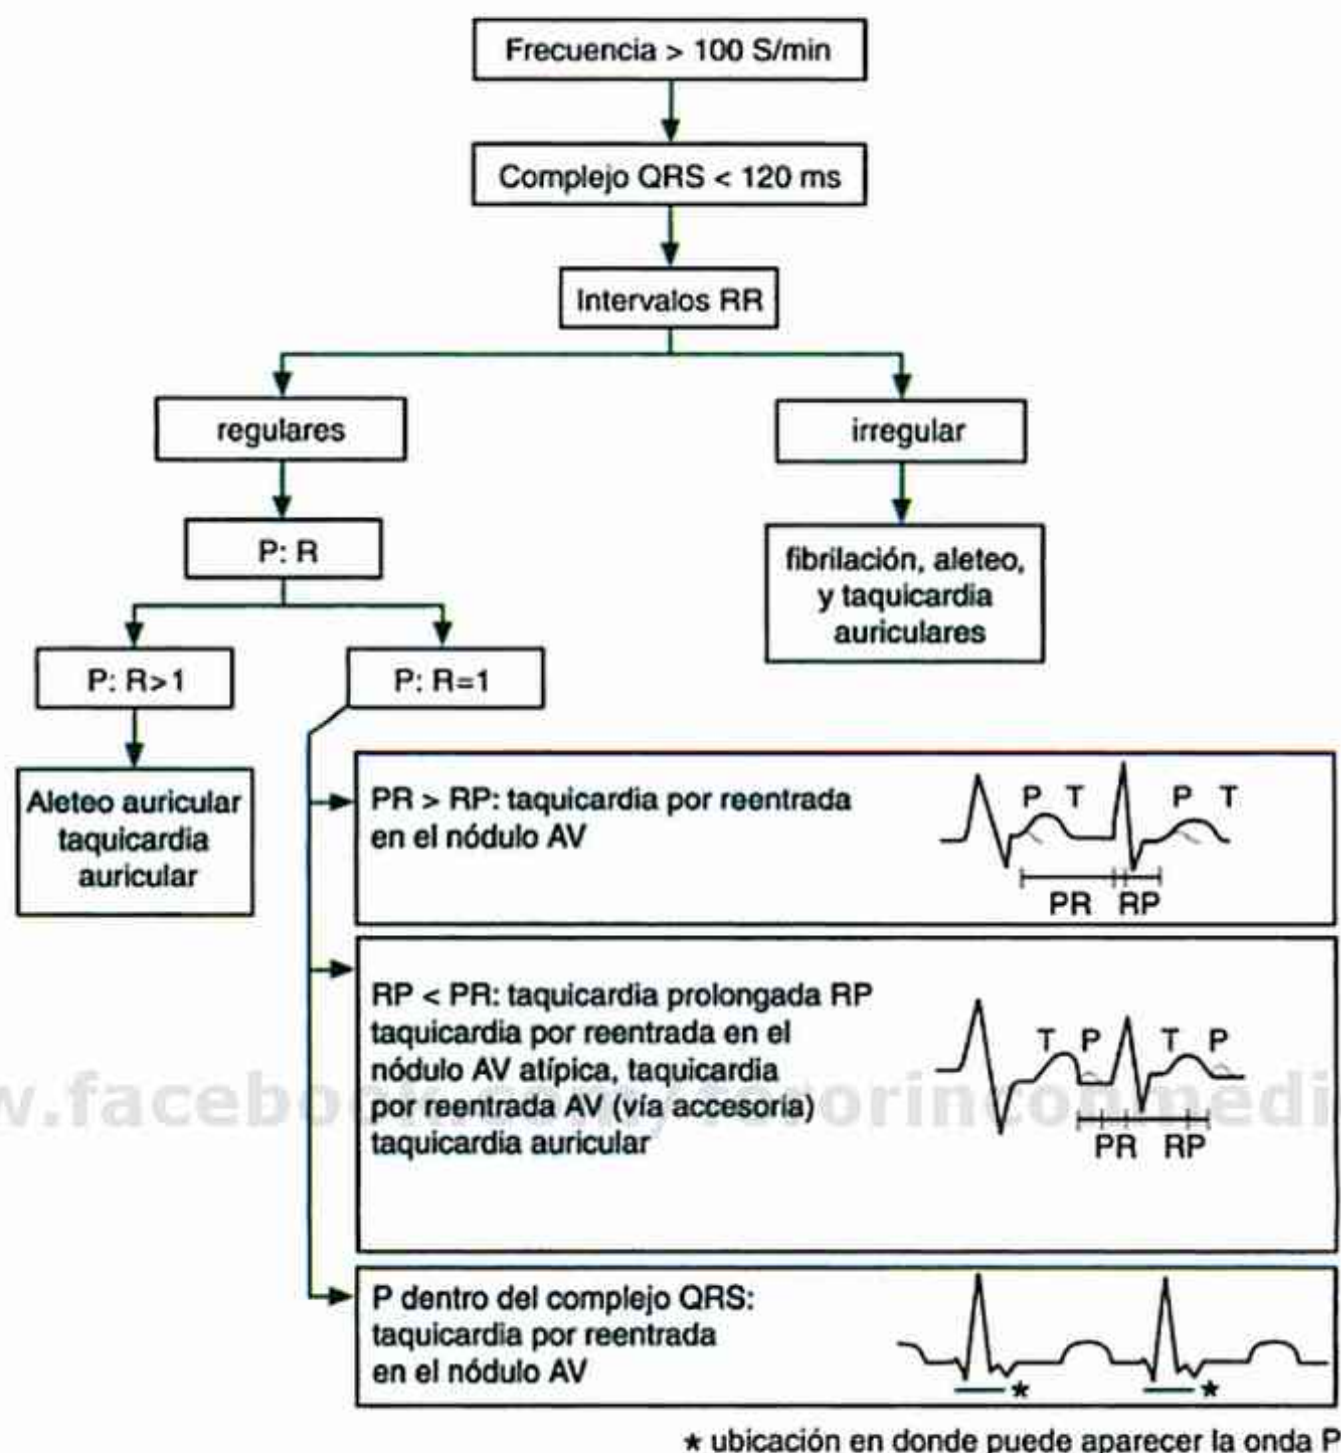 Frecuencia > 100 S/min
Complejo QRS < 120 ms
Intervalos RR
regulares
irregular
P: R
fibrilación, aleteo,
y taquicardia
auriculares
P: R>1
P: R=1
Aleteo auricular
taquicardia
auricular
PR > RP: taquicardia por reentrada
en el nódulo AV
P T P T
PR RP
RP < PR: taquicardia prolongada RP
taquicardia por reentrada en el
nódulo AV atípica, taquicardia
por reentrada AV (vía accesoria)
taquicardia auricular
T P T P
PR RP
P dentro del complejo QRS:
taquicardia por reentrada
en el nódulo AV
*
*
* ubicación en donde puede aparecer la onda P